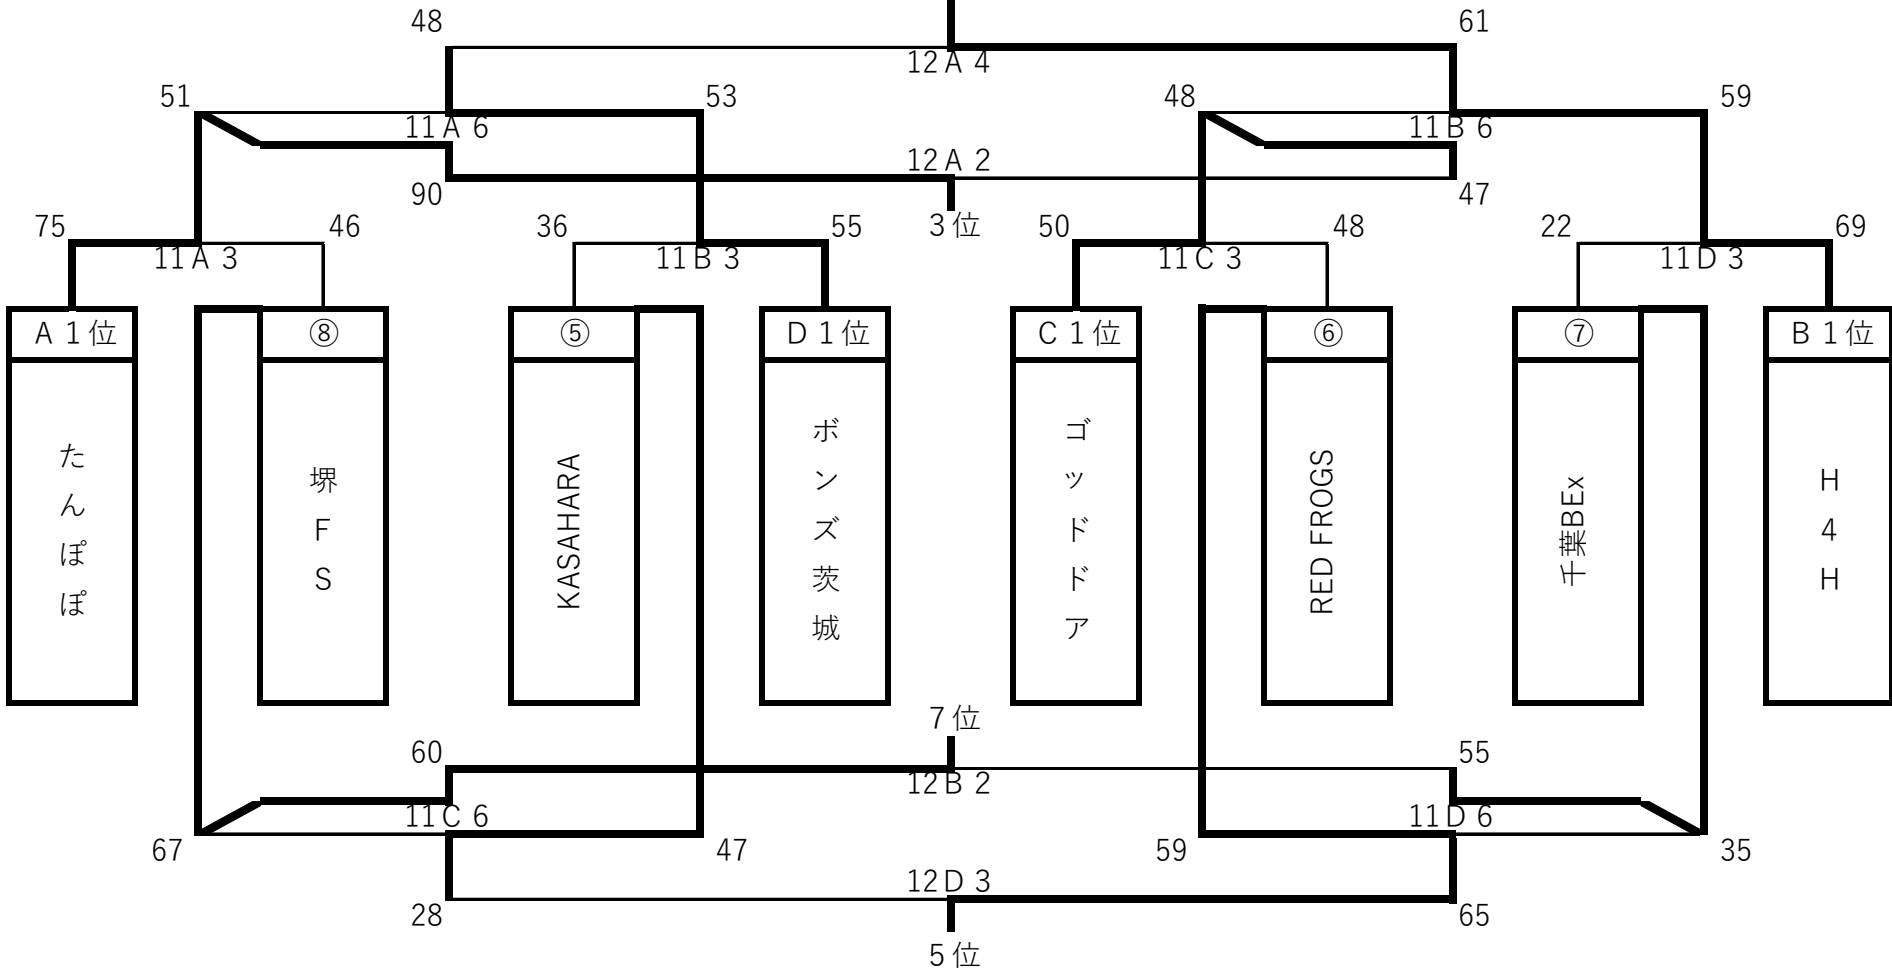 48
61
12A 4
51
53
48
59
11A 6
11B 6
12A 2
90
47
75
46
36
3位
55
50
48
22
69
11A 3
11B 3
11C 3
11D 3
A 1位
⑧
⑤
D 1位
C 1位
⑥
⑦
B 1位
たんぽぽ
堺FS
KASAHARA
ボンズ茨城
ゴッドドア
RED FROGS
千葉BEx
H4H
7位
60
55
12B 2
11C 6
11D 6
67
47
59
35
12D 3
28
65
5位